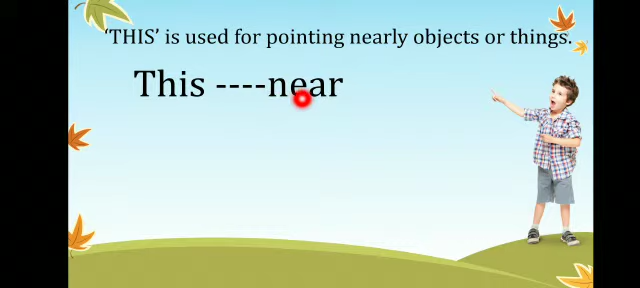 ‘THIS’ is used for pointing nearly objects or things.
This ----near